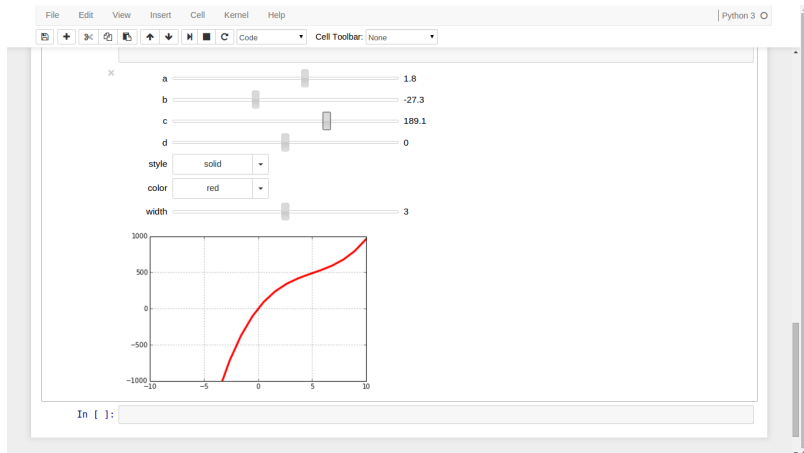 File Edit View Insert Cell Kernel Help Python 3
Code Cell Toolbar: None
a 1.8
b -27.3
c 189.1
d 0
style solid
color red
width 3
1000
500
0
−500
−1000
−10 −5 0 5 10
In [ ]: